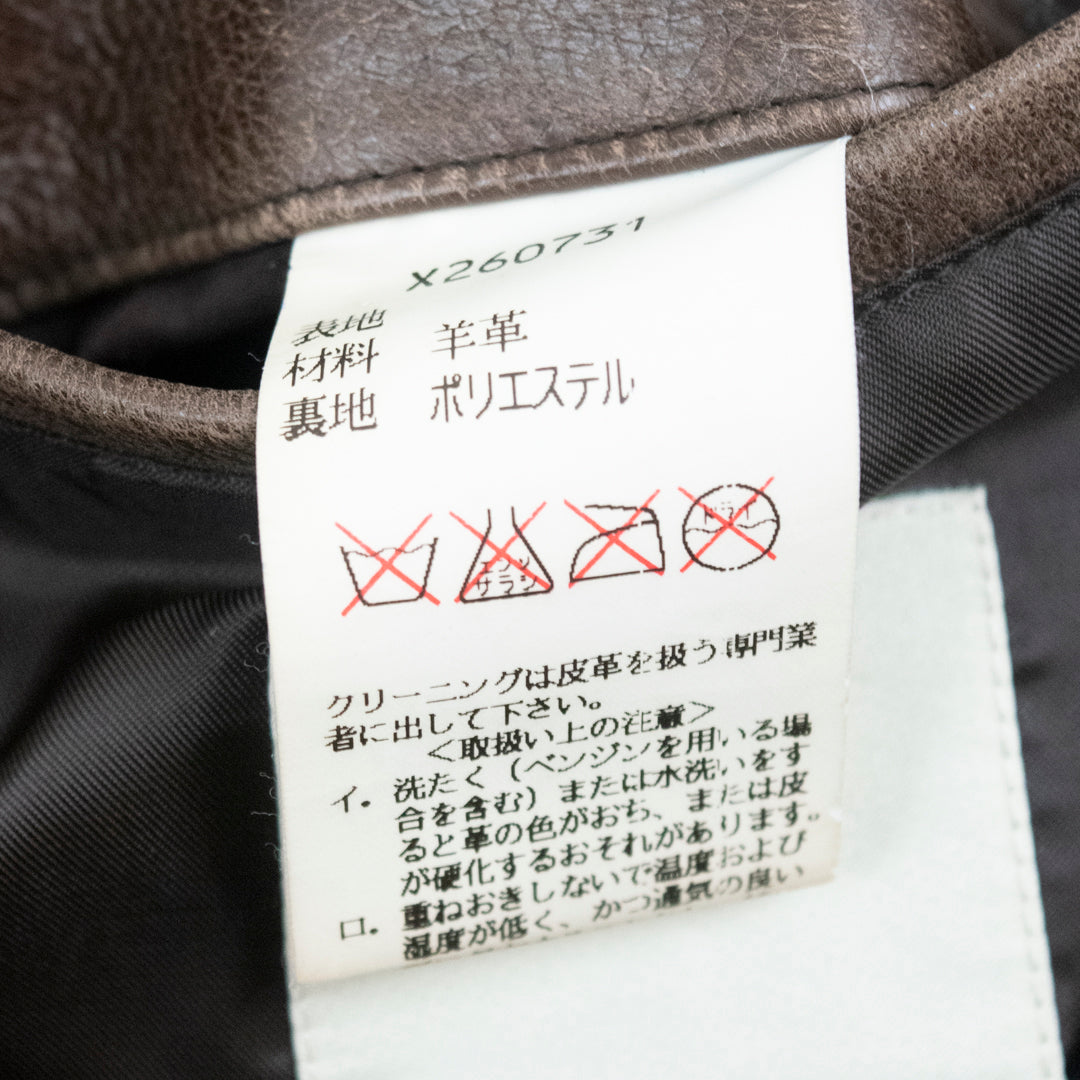 X260731
表地
材料 羊革
裏地 ポリエステル
エンソ
サラシ
ドライ
クリーニングは皮革を扱う専門業
者に出して下さい。
＜取扱い上の注意＞
イ．洗たく（ベンジンを用いる場
合を含む）または水洗いをす
ると革の色がおち、または皮
が硬化するおそれがあります。
ロ．重ねおきしないで温度および
湿度が低く、かつ通気の良い